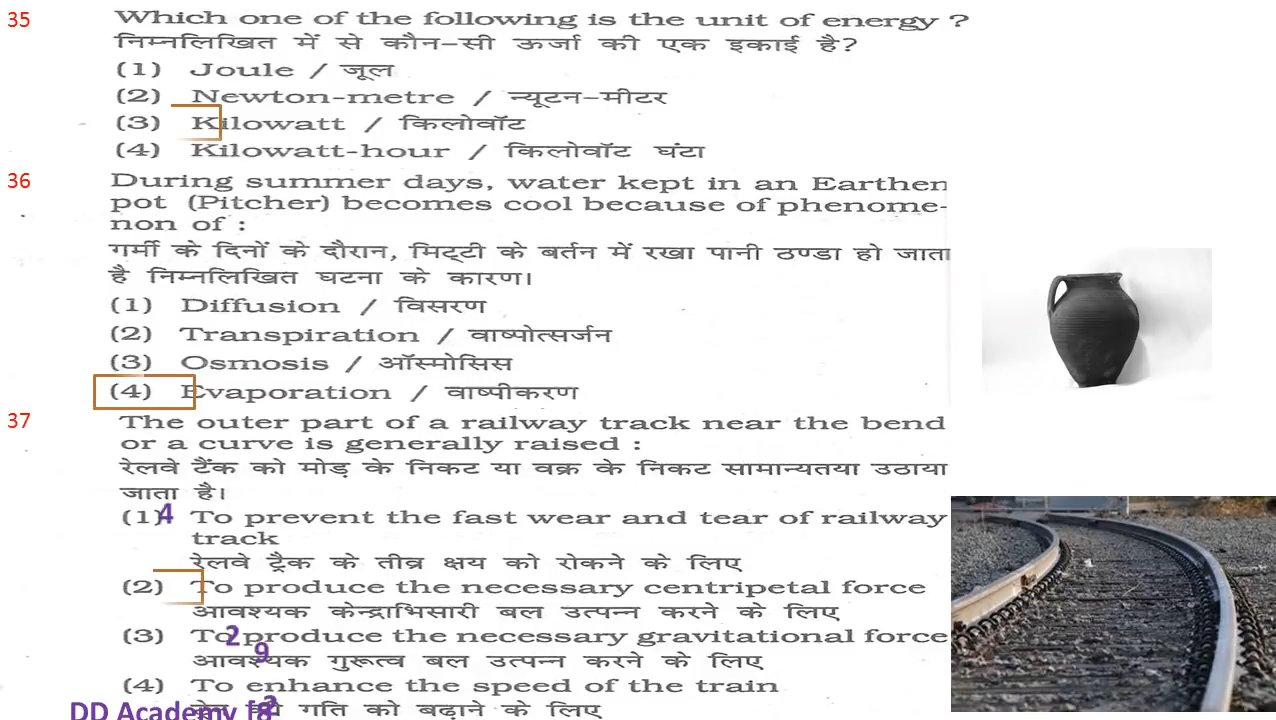 35 Which one of the following is the unit of energy ?
निम्नलिखित में से कौन-सी ऊर्जा की एक इकाई है?
(1) Joule / जूल
(2) Newton-metre / न्यूटन-मीटर
(3) Kilowatt / किलोवॉट
(4) Kilowatt-hour / किलोवॉट घंटा
36 During summer days, water kept in an Earthen
pot (Pitcher) becomes cool because of phenome-
non of :
गर्मी के दिनों के दौरान, मिट्टी के बर्तन में रखा पानी ठण्डा हो जाता
है निम्नलिखित घटना के कारण।
(1) Diffusion / विसरण
(2) Transpiration / वाष्पोत्सर्जन
(3) Osmosis / ऑस्मोसिस
(4) Evaporation / वाष्पीकरण
37 The outer part of a railway track near the bend
or a curve is generally raised :
रेलवे टैंक को मोड़ के निकट या वक्र के निकट सामान्यतया उठाया
जाता है।
(1) 4 To prevent the fast wear and tear of railway
track
रेलवे ट्रैक के तीव्र क्षय को रोकने के लिए
(2) To produce the necessary centripetal force
आवश्यक केन्द्राभिसारी बल उत्पन्न करने के लिए
(3) To 2 produce the necessary gravitational force
9
आवश्यक गुरूत्व बल उत्पन्न करने के लिए
(4) To enhance the speed of the train
DD Academy 2 गति को बढ़ाने के लिए